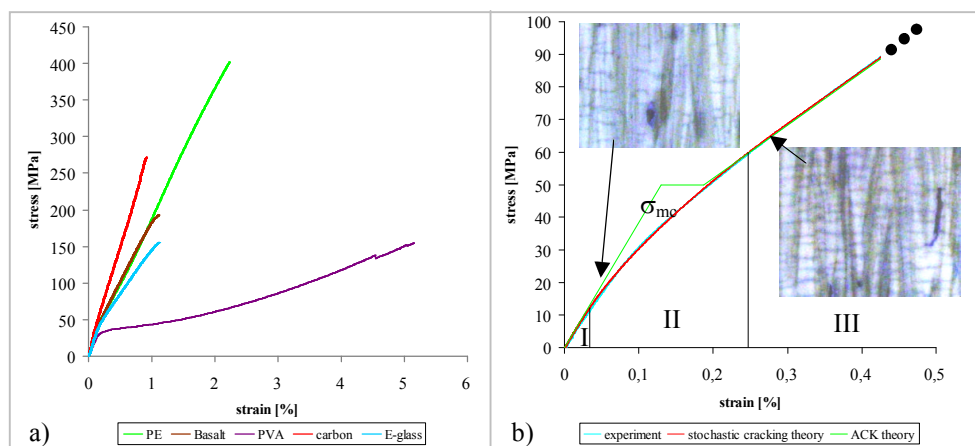 450
400
350
300
250
200
150
100
50
0
stress [MPa]
0 1 2 3 4 5 6
strain [%]
a)
PE Basalt PVA carbon E-glass
100
90
80
70
60
50
40
30
20
10
0
stress [MPa]
σmc
I II III
0 0,1 0,2 0,3 0,4 0,5
strain [%]
b)
experiment stochastic cracking theory ACK theory